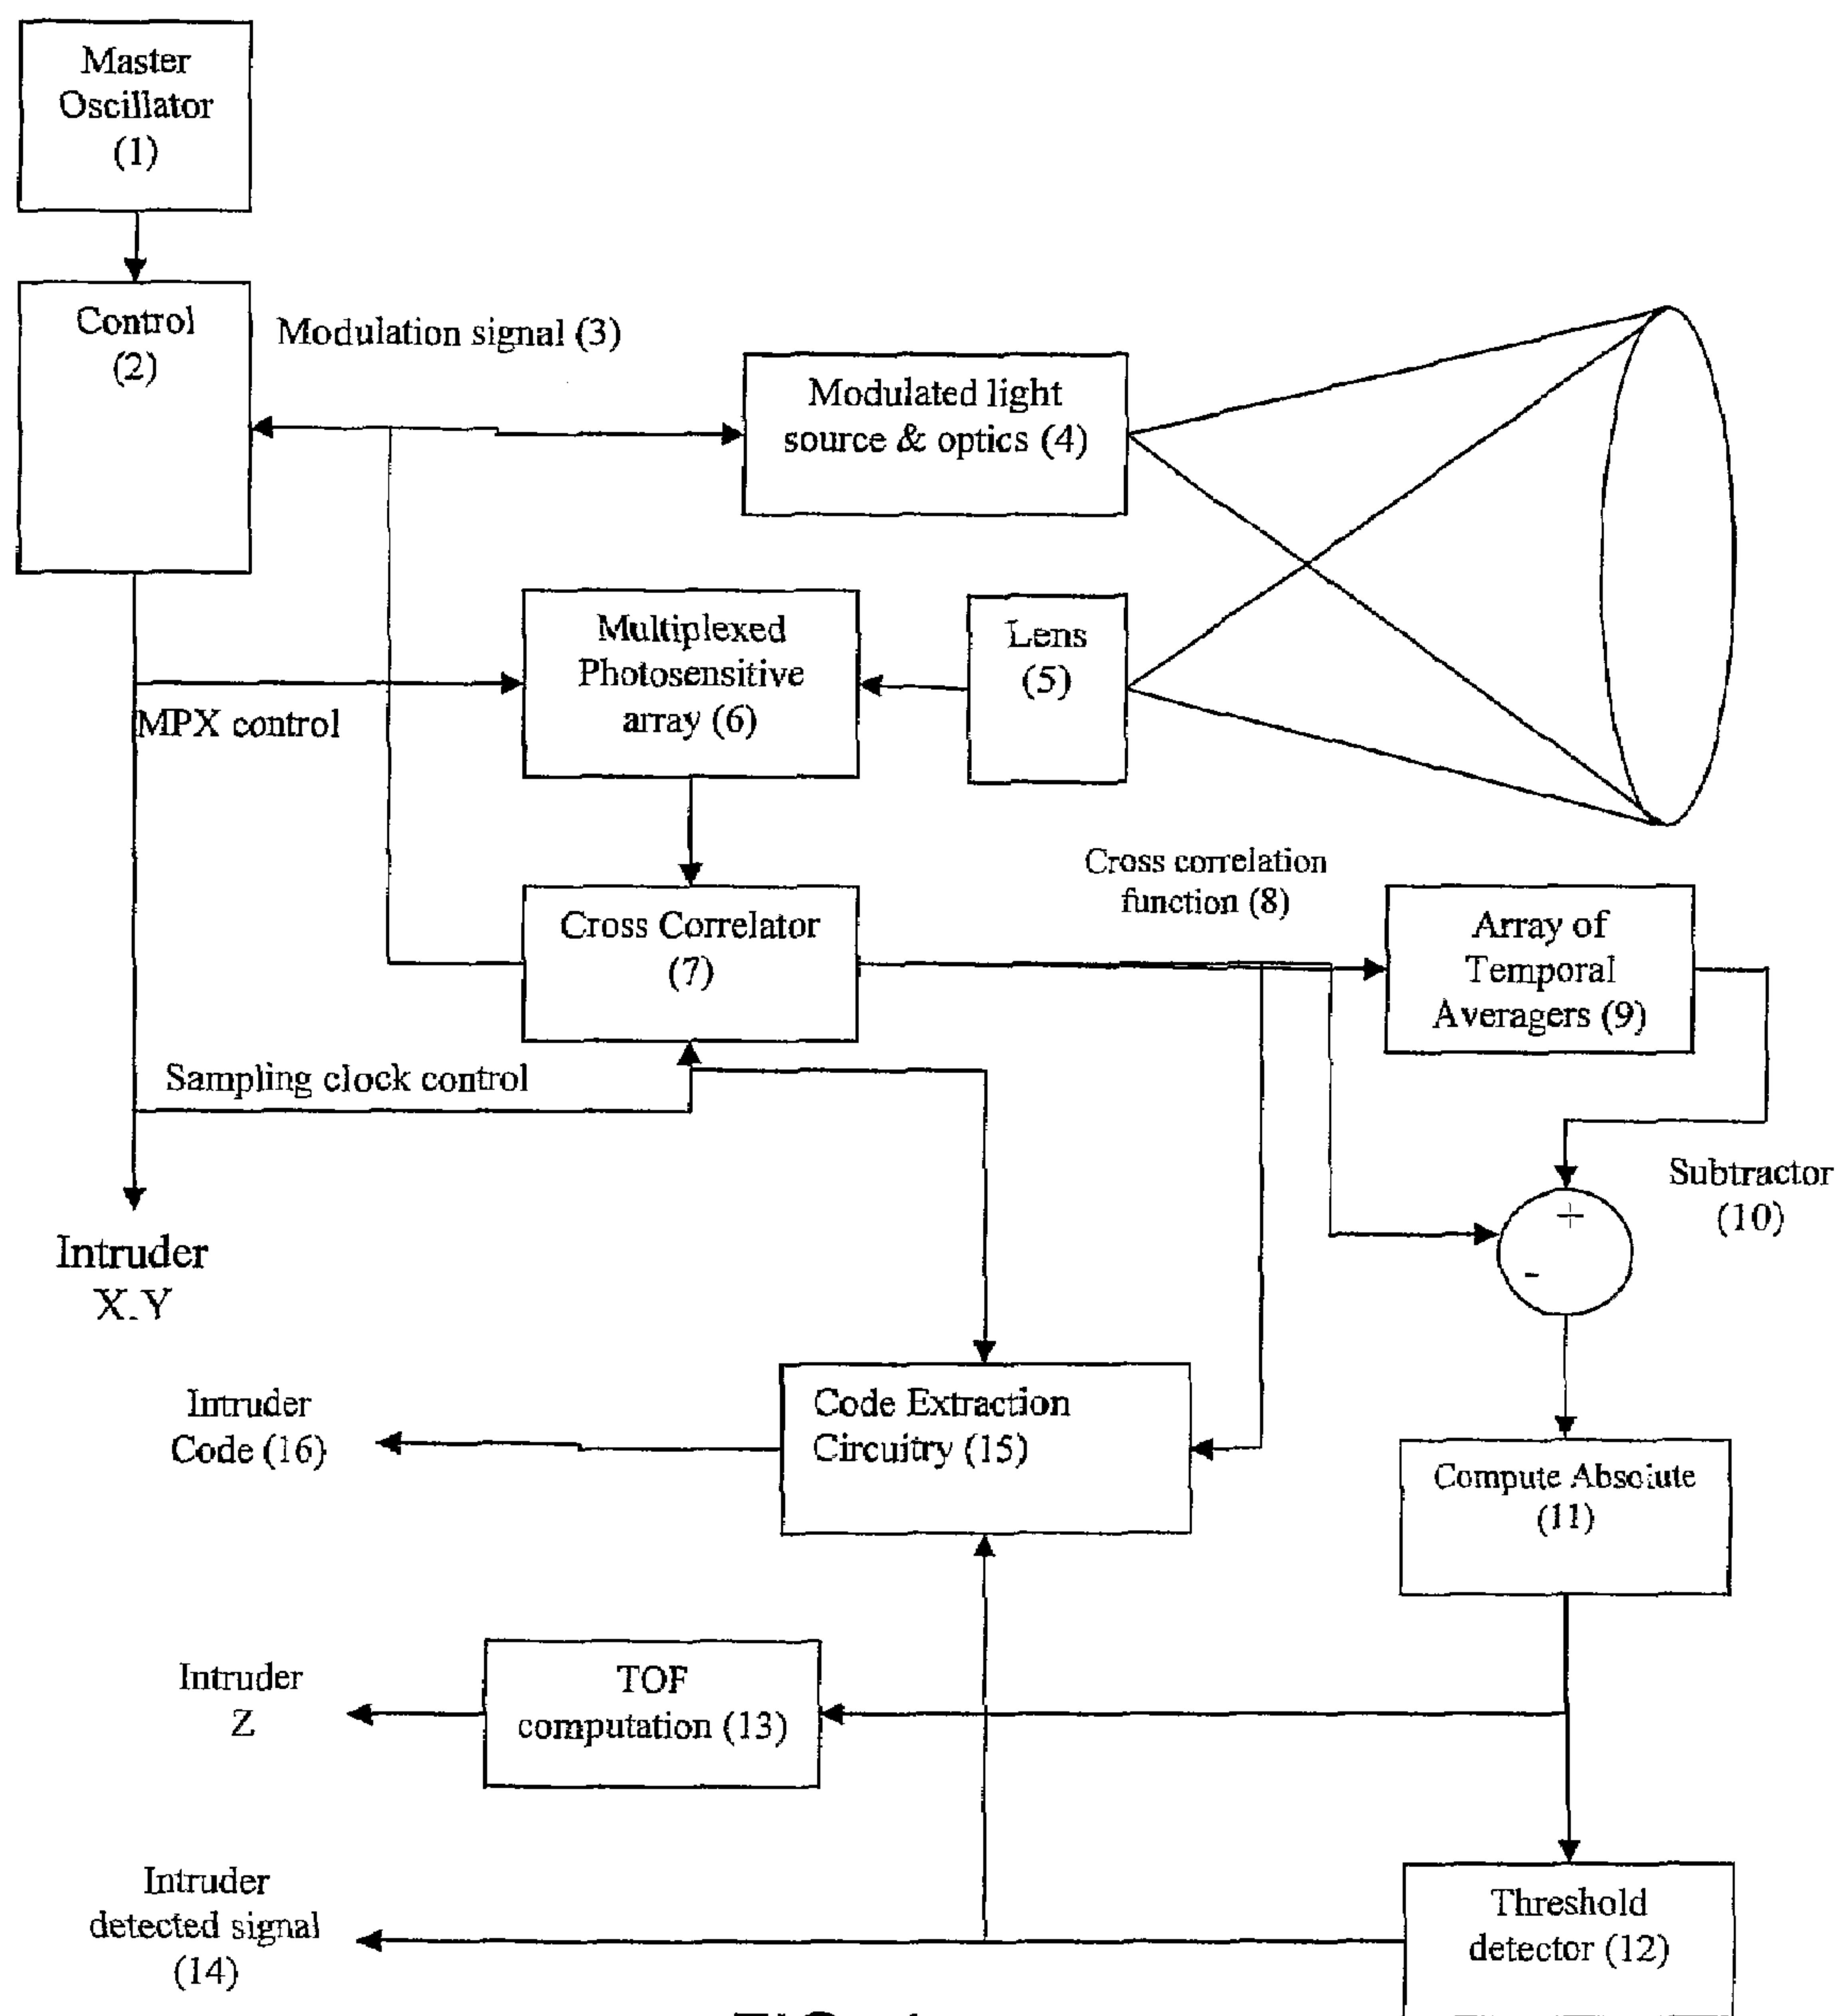 Master
Oscillator
(1)
Control
(2)
Modulation signal (3)
Modulated light
source & optics (4)
Multiplexed
Photosensitive
array (6)
Lens
(5)
MPX control
Cross correlation
function (8)
Cross Correlator
(7)
Array of
Temporal
Averagers (9)
Sampling clock control
Subtractor
(10)
+
-
Intruder
X,Y
Code Extraction
Circuitry (15)
Intruder
Code (16)
Compute Absolute
(11)
TOF
computation (13)
Intruder
Z
Intruder
detected signal
(14)
Threshold
detector (12)